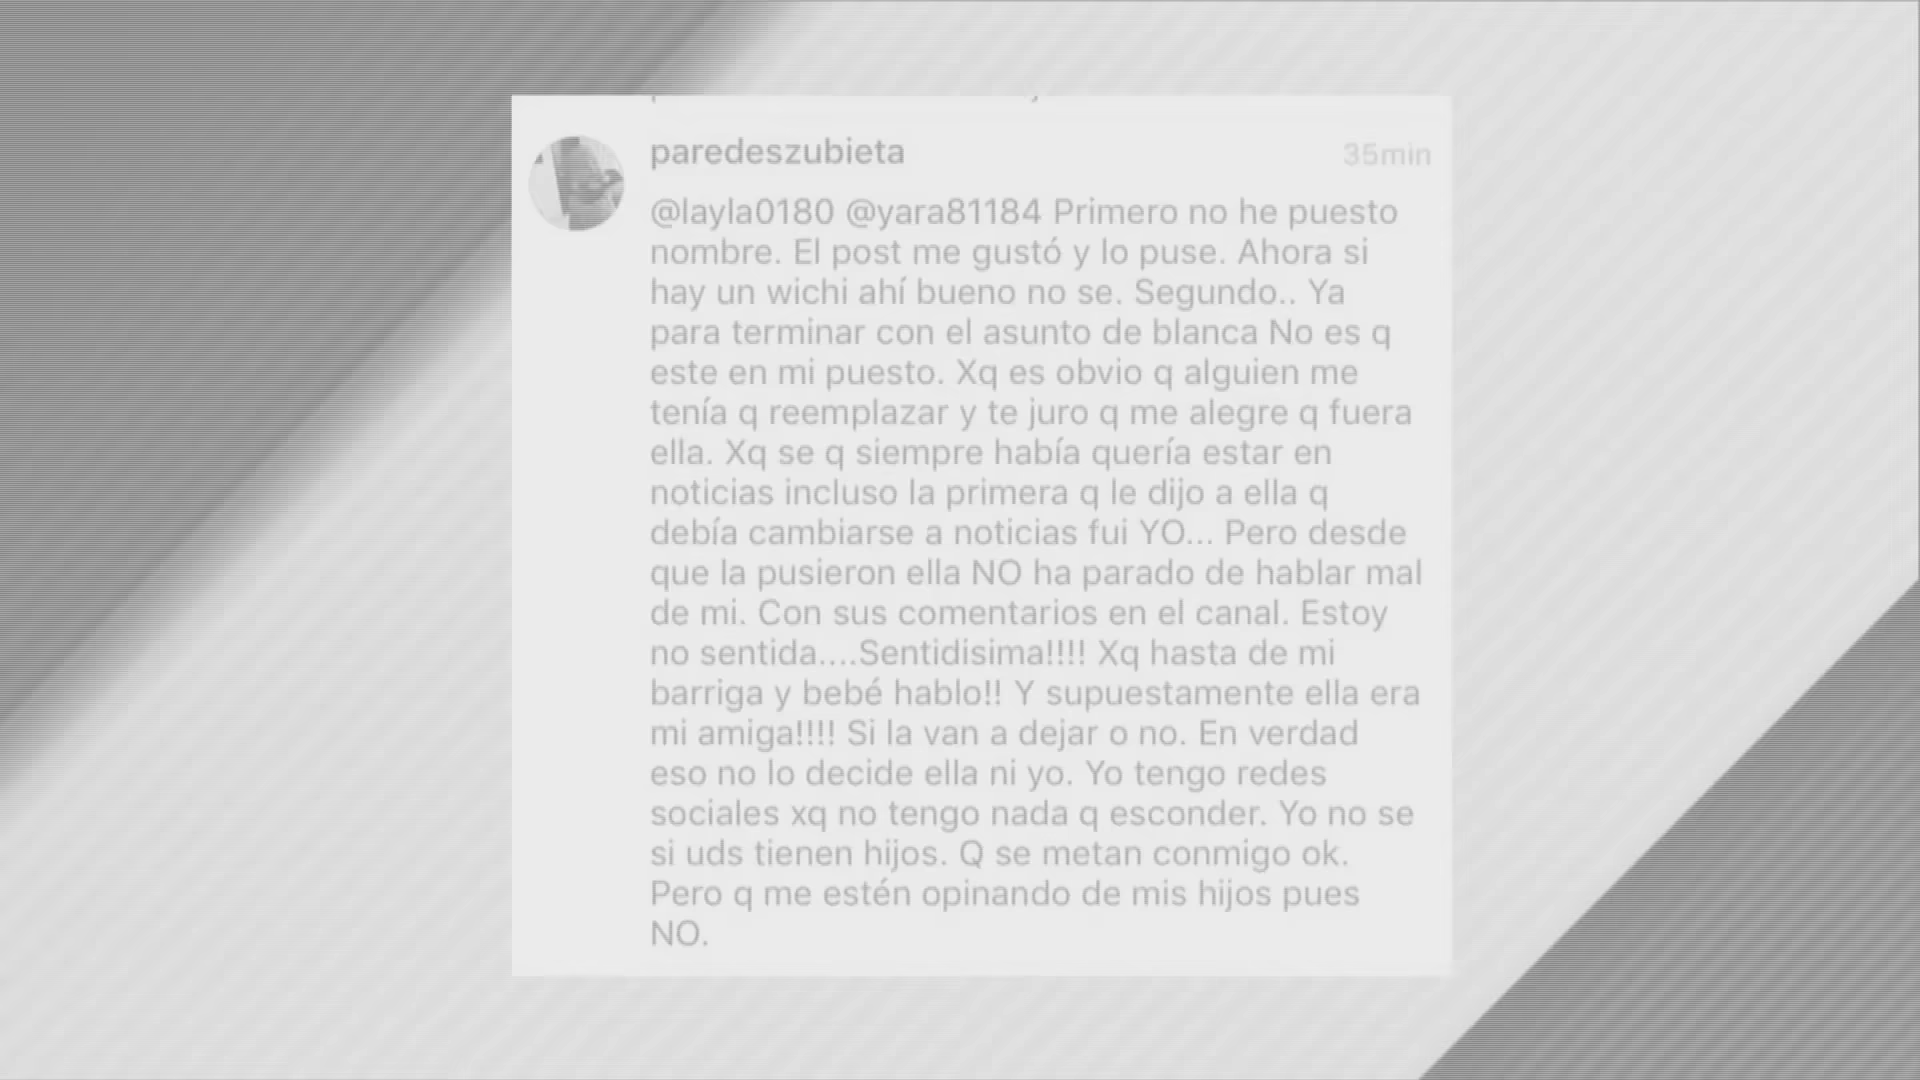 paredeszubieta
35min
@layla0180 @yara81184 Primero no he puesto
nombre. El post me gustó y lo puse. Ahora si
hay un wichi ahí bueno no se. Segundo.. Ya
para terminar con el asunto de blanca No es q
este en mi puesto. Xq es obvio q alguien me
tenía q reemplazar y te juro q me alegre q fuera
ella. Xq se q siempre había quería estar en
noticias incluso la primera q le dijo a ella q
debía cambiarse a noticias fui YO... Pero desde
que la pusieron ella NO ha parado de hablar mal
de mi. Con sus comentarios en el canal. Estoy
no sentida....Sentidisima!!!! Xq hasta de mi
barriga y bebé hablo!! Y supuestamente ella era
mi amiga!!!! Si la van a dejar o no. En verdad
eso no lo decide ella ni yo. Yo tengo redes
sociales xq no tengo nada q esconder. Yo no se
si uds tienen hijos. Q se metan conmigo ok.
Pero q me estén opinando de mis hijos pues
NO.